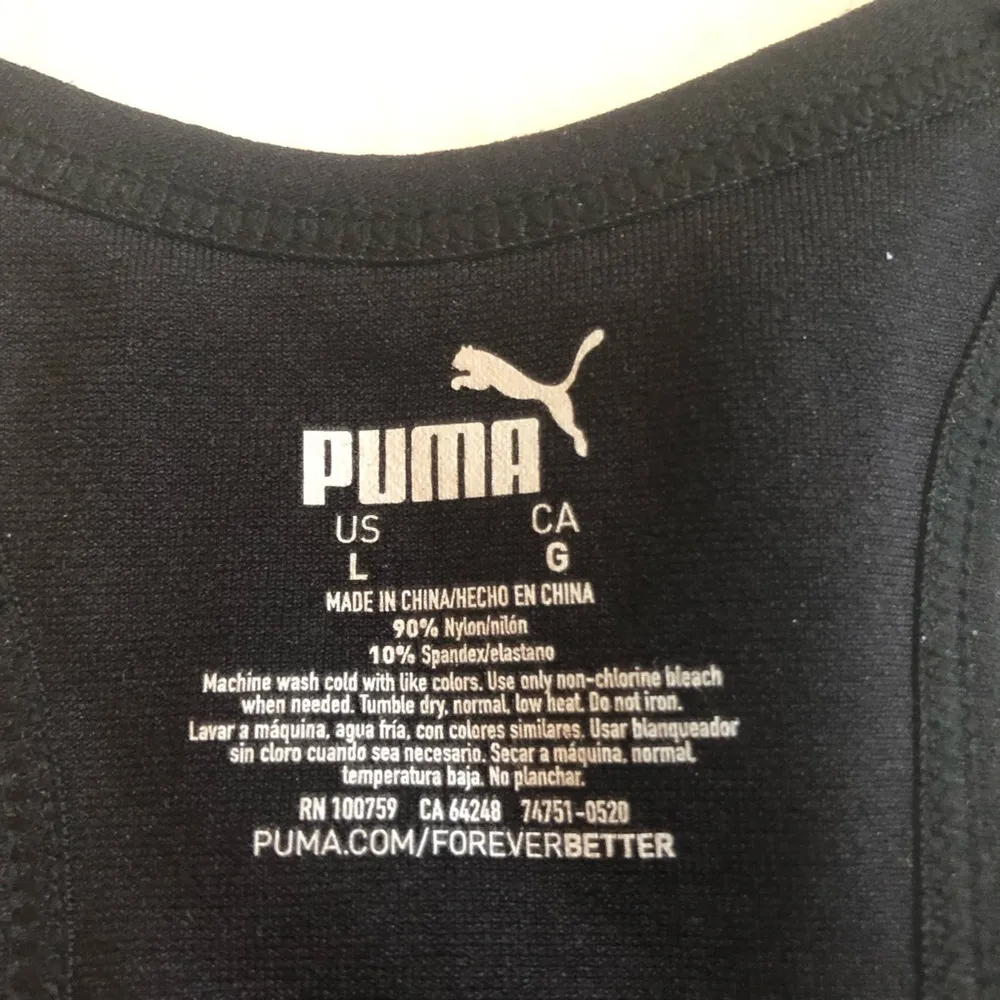 PUMA
US CA
L G
MADE IN CHINA/HECHO EN CHINA
90% Nylon/nilón
10% Spandex/elastano
Machine wash cold with like colors. Use only non-chlorine bleach
when needed. Tumble dry, normal, low heat. Do not iron.
Lavar a máquina, agua fría, con colores similares. Usar blanqueador
sin cloro cuando sea necesario. Secar a máquina, normal,
temperatura baja. No planchar.
RN 100759 CA 64248 74751-0520
PUMA.COM/FOREVERBETTER